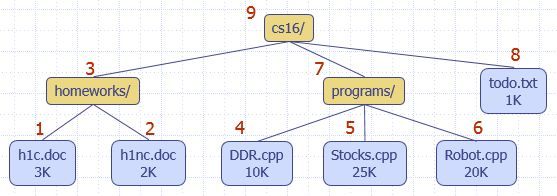 9
cs16/
3
homeworks/
7
programs/
8
todo.txt
1K
1
h1c.doc
3K
2
h1nc.doc
2K
4
DDR.cpp
10K
5
Stocks.cpp
25K
6
Robot.cpp
20K